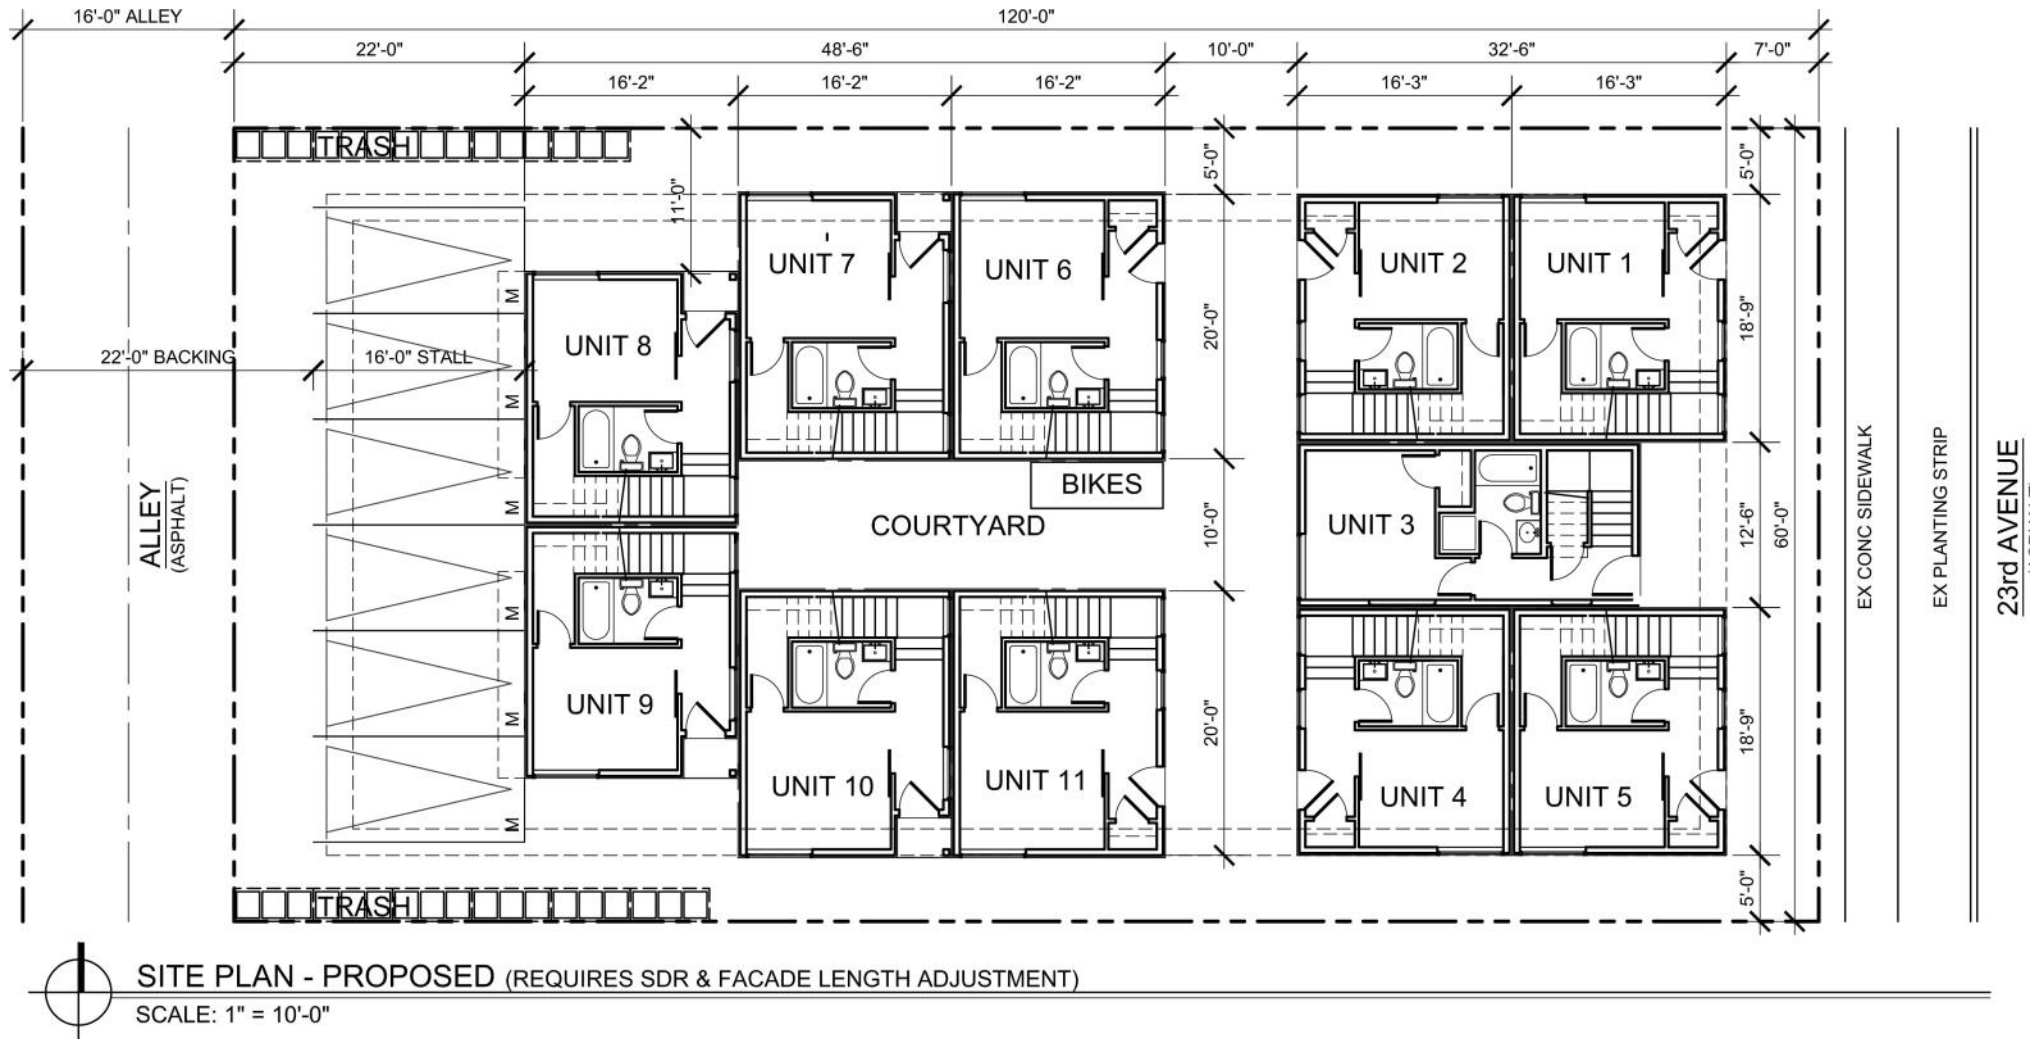 16'-0" ALLEY
120'-0"
22'-0"
48'-6"
10'-0"
32'-6"
7'-0"
16'-2"
16'-2"
16'-2"
16'-3"
16'-3"
TRASH
11'-0"
5'-0"
5'-0"
UNIT 7
UNIT 6
UNIT 2
UNIT 1
M
UNIT 8
20'-0"
18'-9"
22'-0" BACKING
16'-0" STALL
M
BIKES
M
COURTYARD
UNIT 3
10'-0"
12'-6"
60'-0"
ALLEY
(ASPHALT)
EX CONC SIDEWALK
EX PLANTING STRIP
23rd AVENUE
M
UNIT 9
M
20'-0"
18'-9"
UNIT 10
UNIT 11
UNIT 4
UNIT 5
M
TRASH
5'-0"
SITE PLAN - PROPOSED (REQUIRES SDR & FACADE LENGTH ADJUSTMENT)
SCALE: 1" = 10'-0"